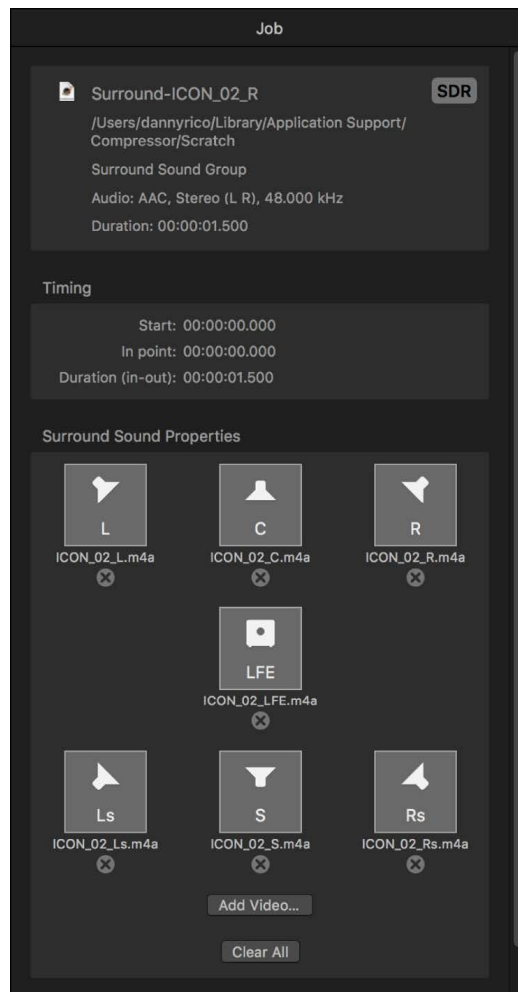 Job
Surround-ICON_02_R
SDR
/Users/dannyrico/Library/Application Support/
Compressor/Scratch
Surround Sound Group
Audio: AAC, Stereo (L R), 48.000 kHz
Duration: 00:00:01.500
Timing
Start: 00:00:00.000
In point: 00:00:00.000
Duration (in-out): 00:00:01.500
Surround Sound Properties
L C R
ICON_02_L.m4a ICON_02_C.m4a ICON_02_R.m4a
LFE
ICON_02_LFE.m4a
Ls S Rs
ICON_02_Ls.m4a ICON_02_S.m4a ICON_02_Rs.m4a
Add Video...
Clear All